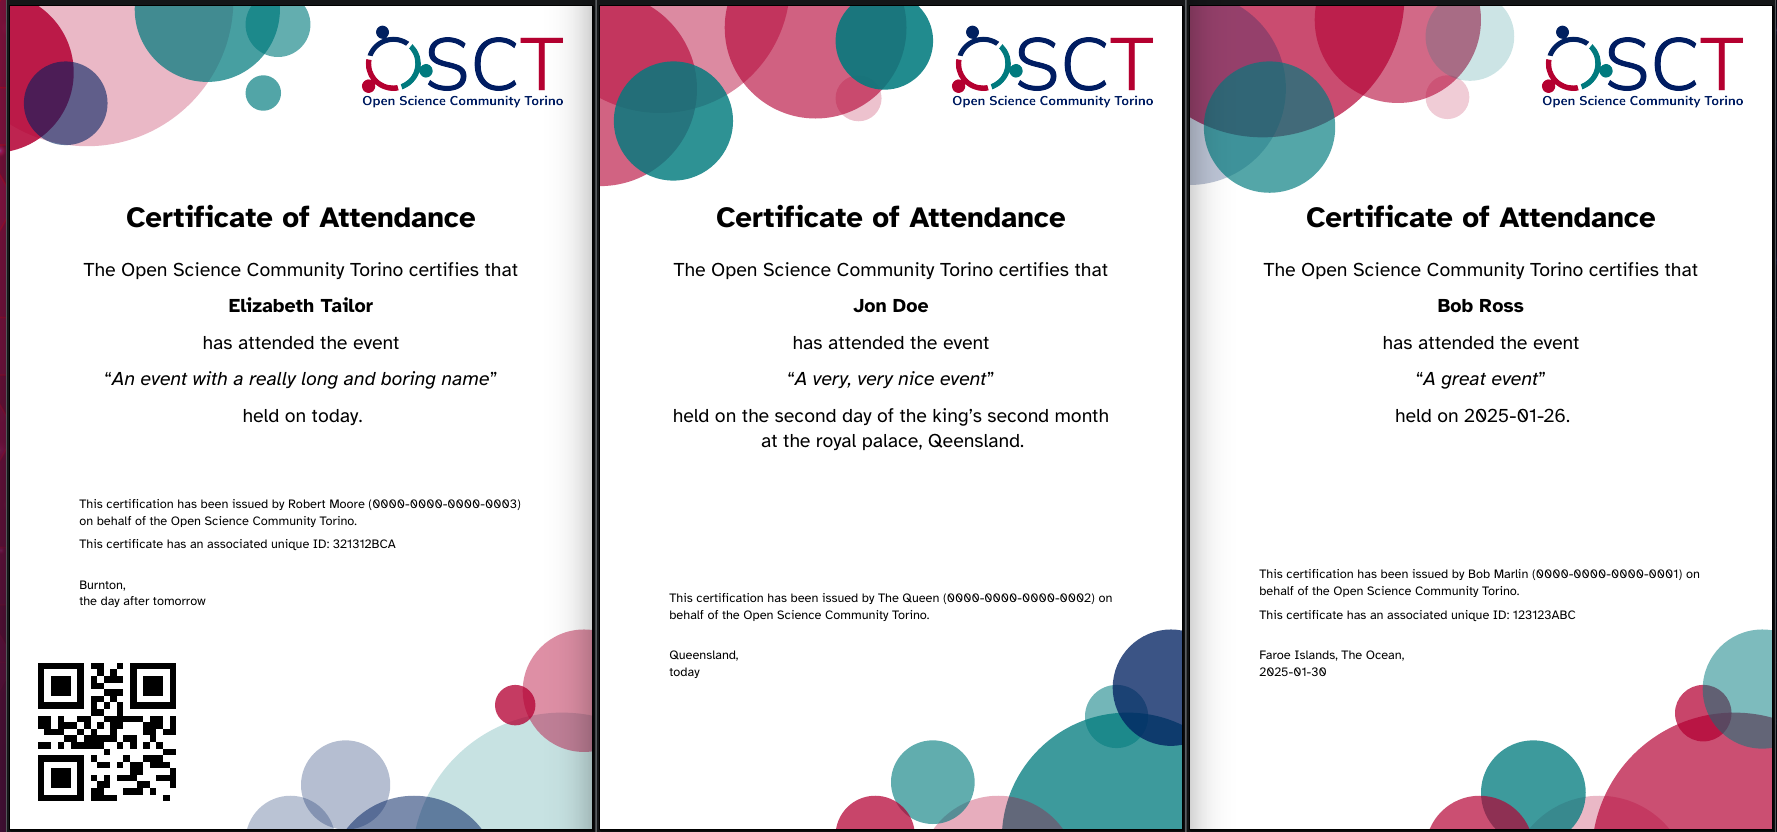 OSCT
Open Science Community Torino
Certificate of Attendance
The Open Science Community Torino certifies that
Elizabeth Tailor
has attended the event
“An event with a really long and boring name”
held on today.
This certification has been issued by Robert Moore (0000-0000-0000-0003)
on behalf of the Open Science Community Torino.
This certificate has an associated unique ID: 321312BCA
Burnton,
the day after tomorrow
OSCT
Open Science Community Torino
Certificate of Attendance
The Open Science Community Torino certifies that
Jon Doe
has attended the event
“A very, very nice event”
held on the second day of the king’s second month
at the royal palace, Qeensland.
This certification has been issued by The Queen (0000-0000-0000-0002) on
behalf of the Open Science Community Torino.
Queensland,
today
OSCT
Open Science Community Torino
Certificate of Attendance
The Open Science Community Torino certifies that
Bob Ross
has attended the event
“A great event”
held on 2025-01-26.
This certification has been issued by Bob Marlin (0000-0000-0000-0001) on
behalf of the Open Science Community Torino.
This certificate has an associated unique ID: 123123ABC
Faroe Islands, The Ocean,
2025-01-30